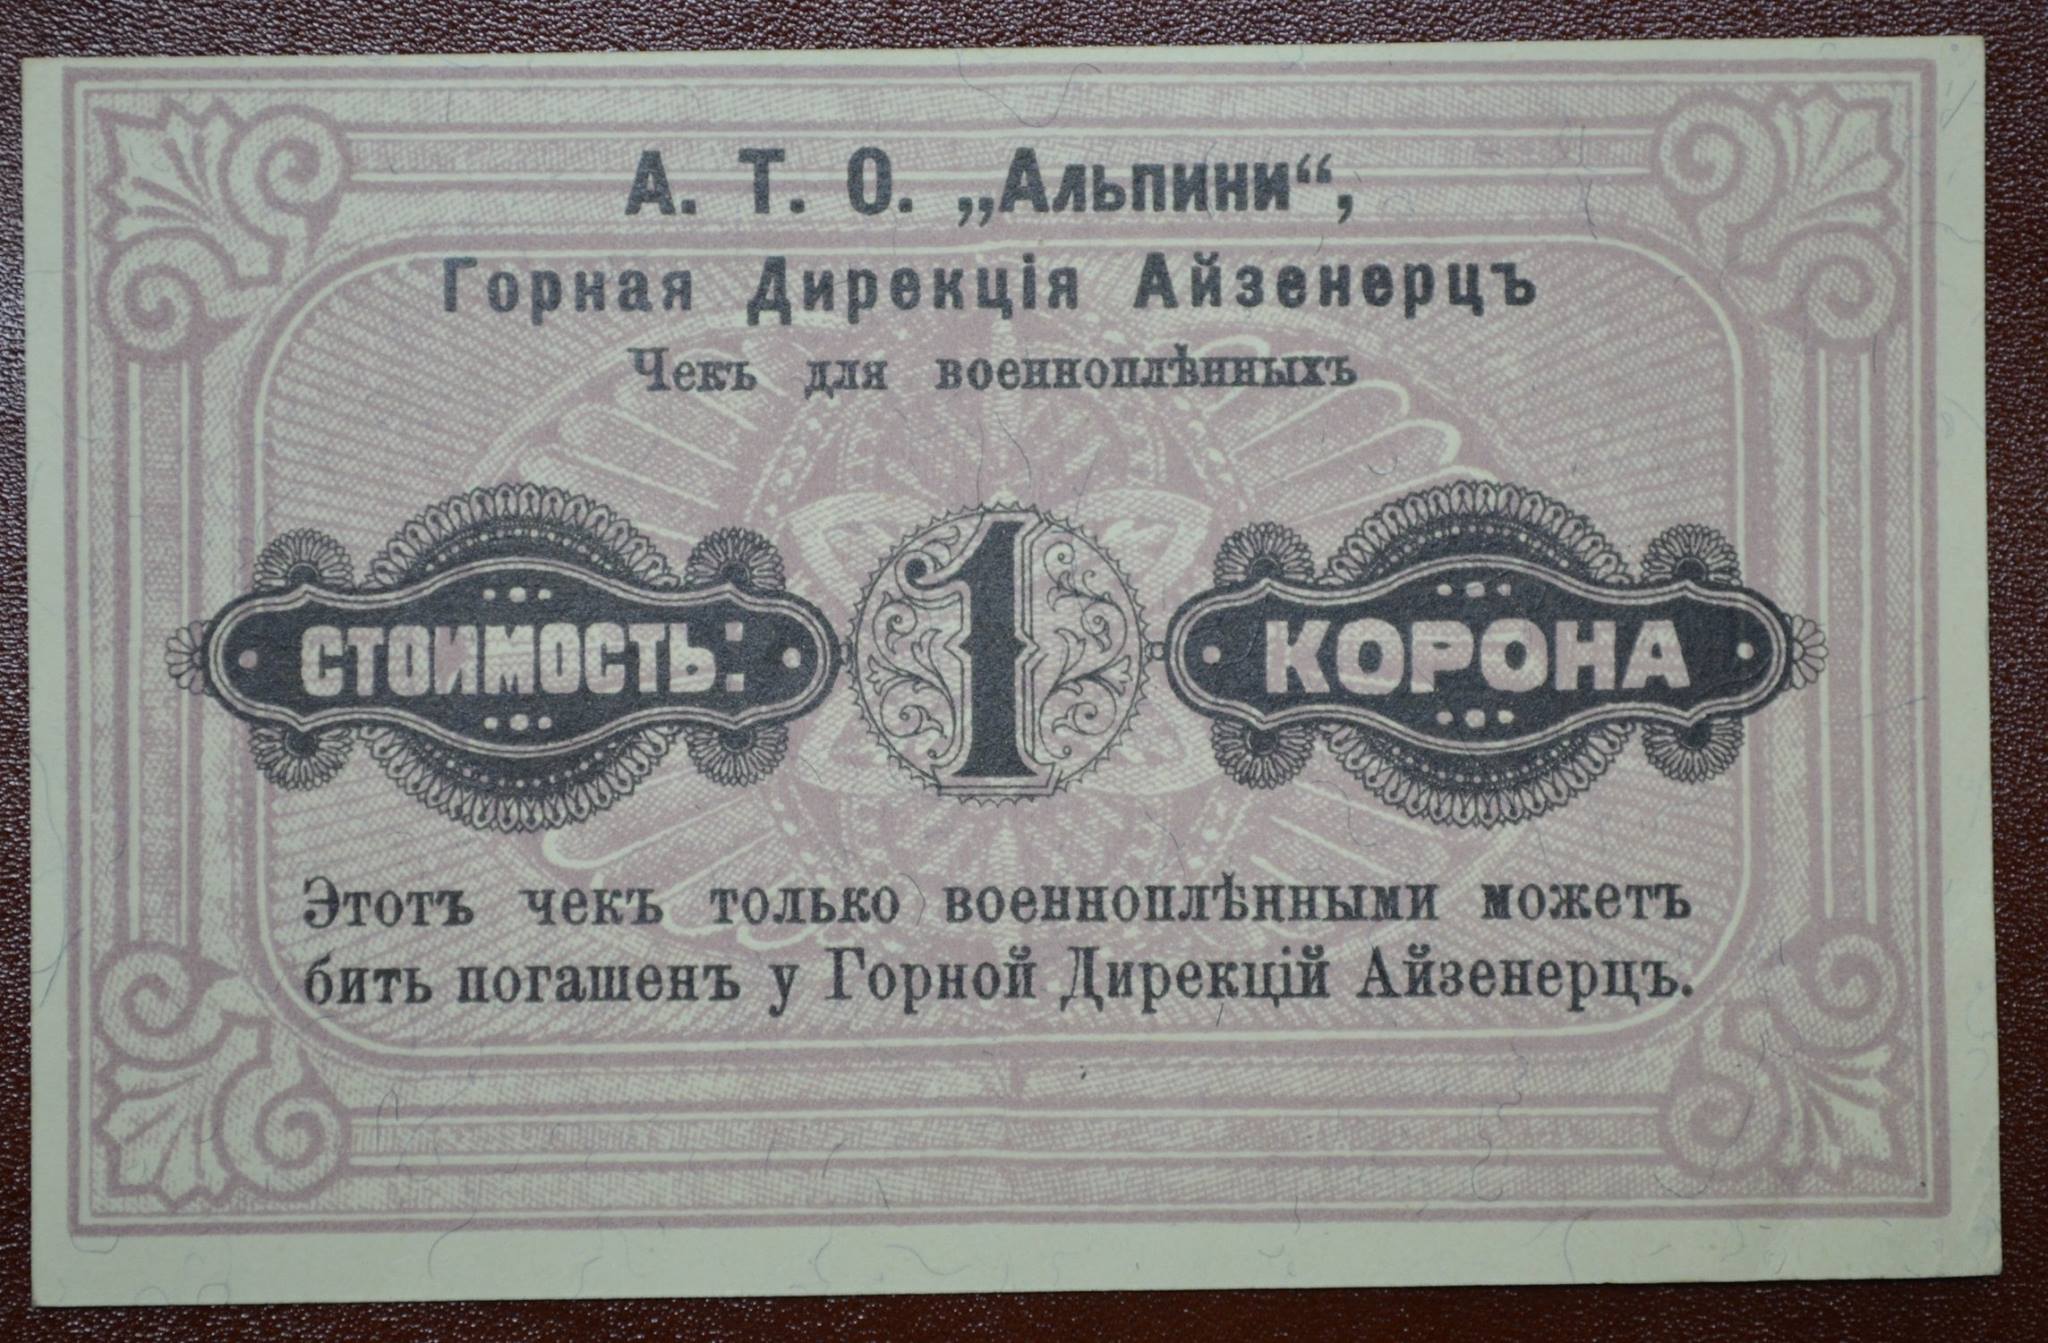 А. Т. О. „Альпини“,
Горная Дирекція Айзенерцъ
Чекъ для военноплѣнныхъ
СТОИМОСТЬ: 1 КОРОНА
Этотъ чекъ только военноплѣнными можетъ
бить погашенъ у Горной Дирекцій Айзенерцъ.